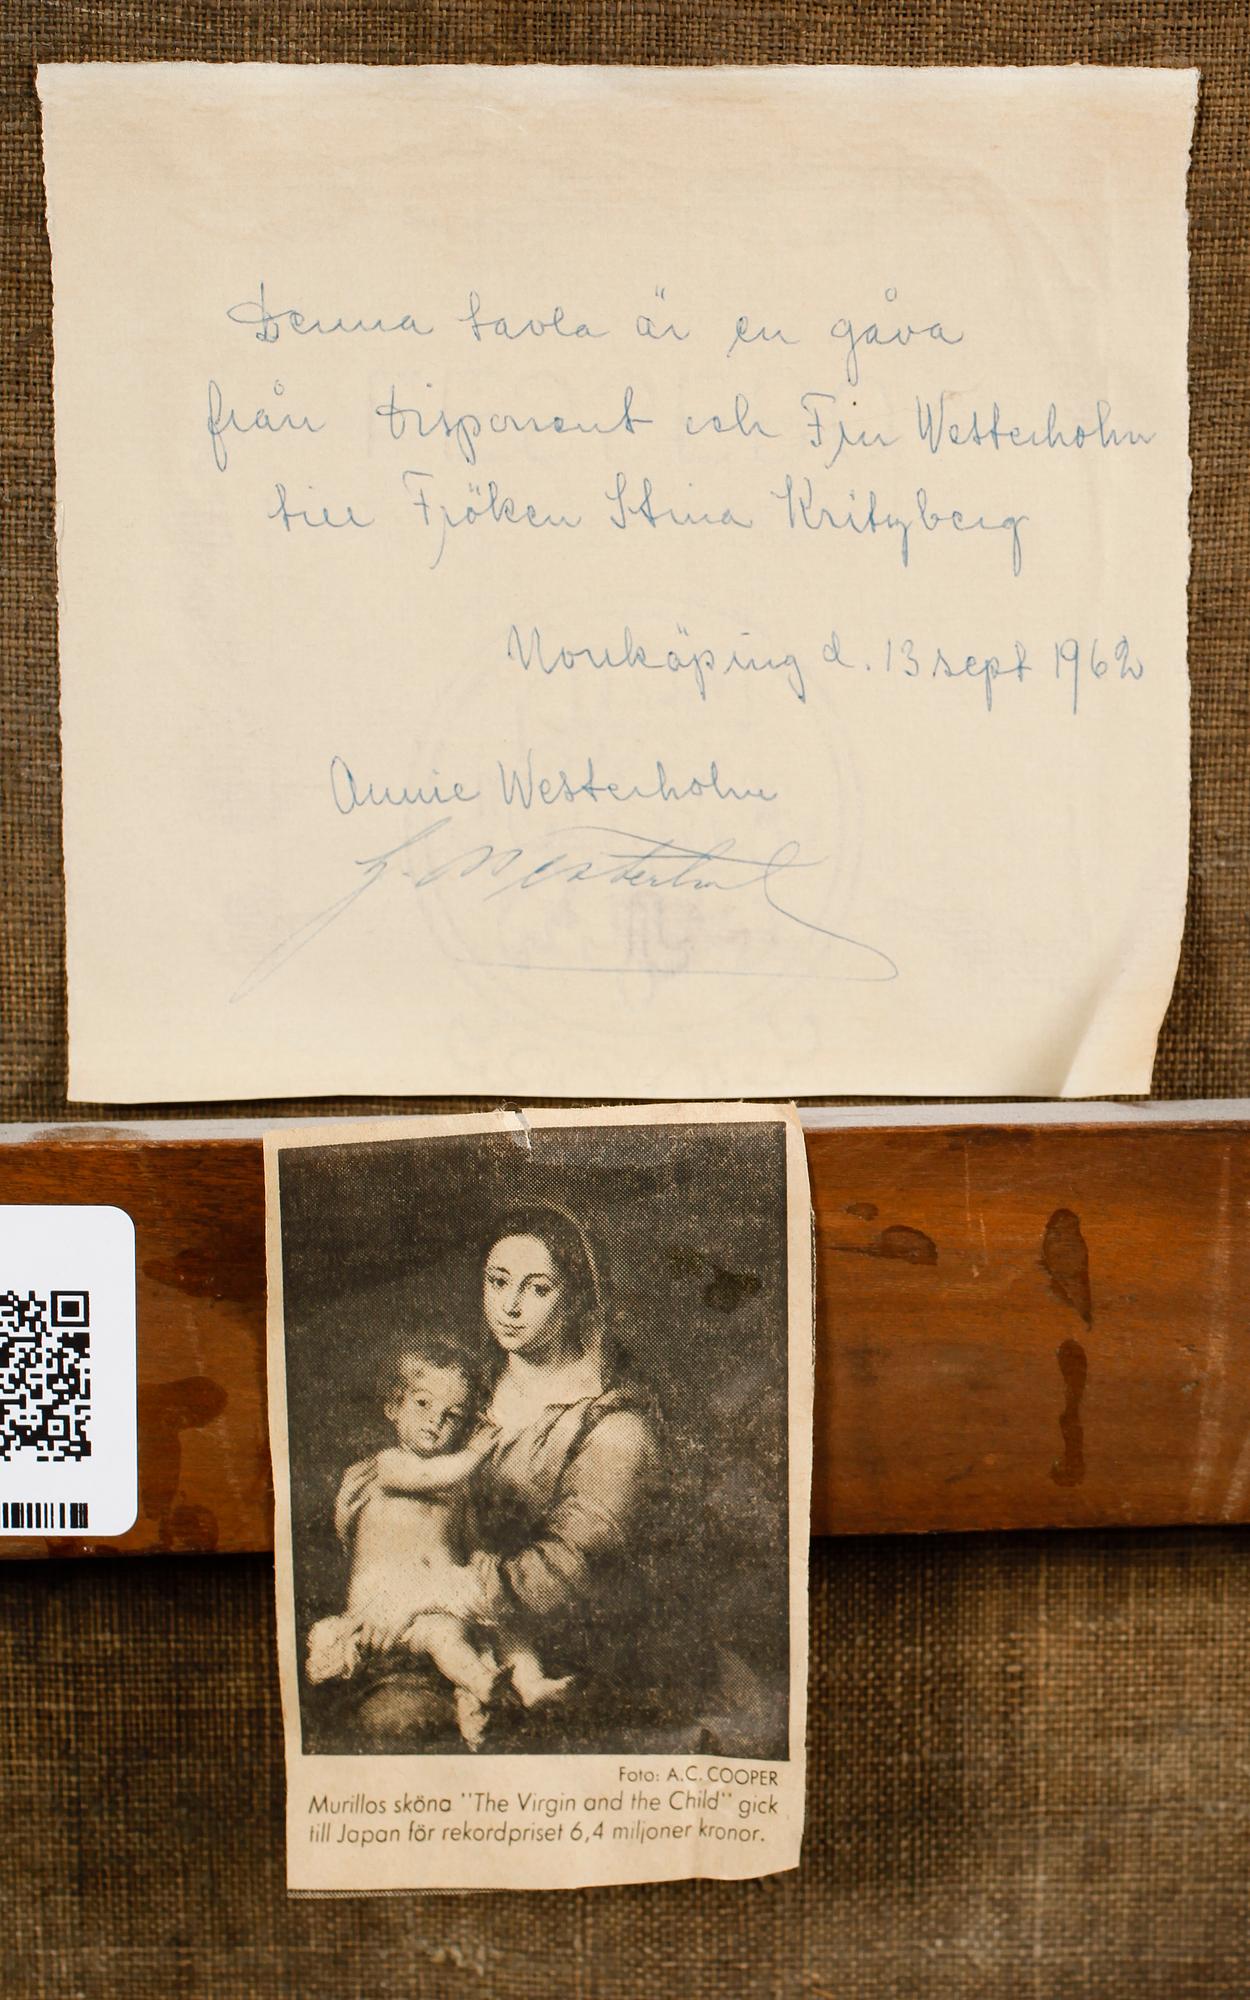 Denna tavla är en gåva
från Disponent och Fru Westerholm
till Fröken Stina Kritzberg
Norrköping d. 13 sept 1962
Annie Westerholm
Foto: A.C. COOPER
Murillos sköna "The Virgin and the Child" gick
till Japan för rekordpriset 6,4 miljoner kronor.